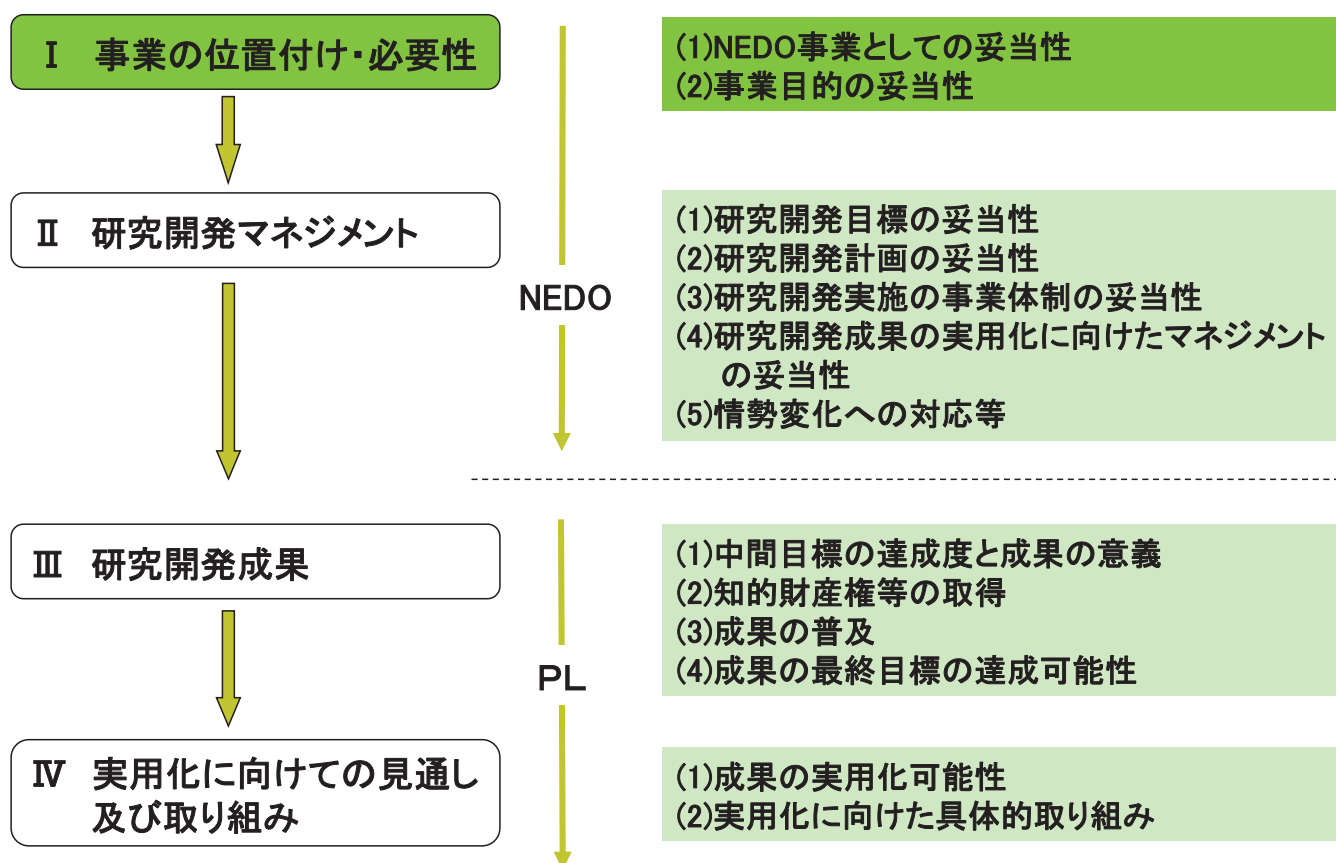 Ⅰ 事業の位置付け・必要性
(1)NEDO事業としての妥当性
(2)事業目的の妥当性
Ⅱ 研究開発マネジメント
(1)研究開発目標の妥当性
(2)研究開発計画の妥当性
(3)研究開発実施の事業体制の妥当性
(4)研究開発成果の実用化に向けたマネジメント
の妥当性
(5)情勢変化への対応等
NEDO
Ⅲ 研究開発成果
(1)中間目標の達成度と成果の意義
(2)知的財産権等の取得
(3)成果の普及
(4)成果の最終目標の達成可能性
PL
Ⅳ 実用化に向けての見通し
及び取り組み
(1)成果の実用化可能性
(2)実用化に向けた具体的取り組み